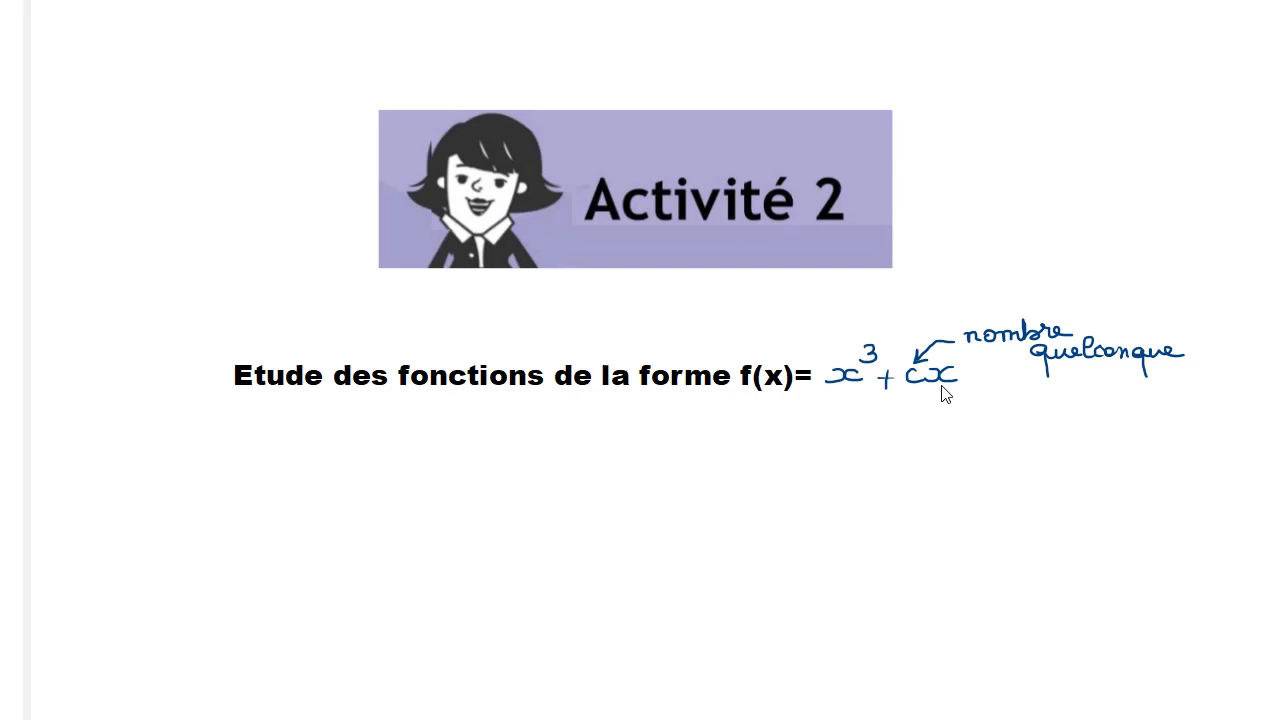 Activité 2
nombre
quelconque
Etude des fonctions de la forme f(x)= x³ + cx